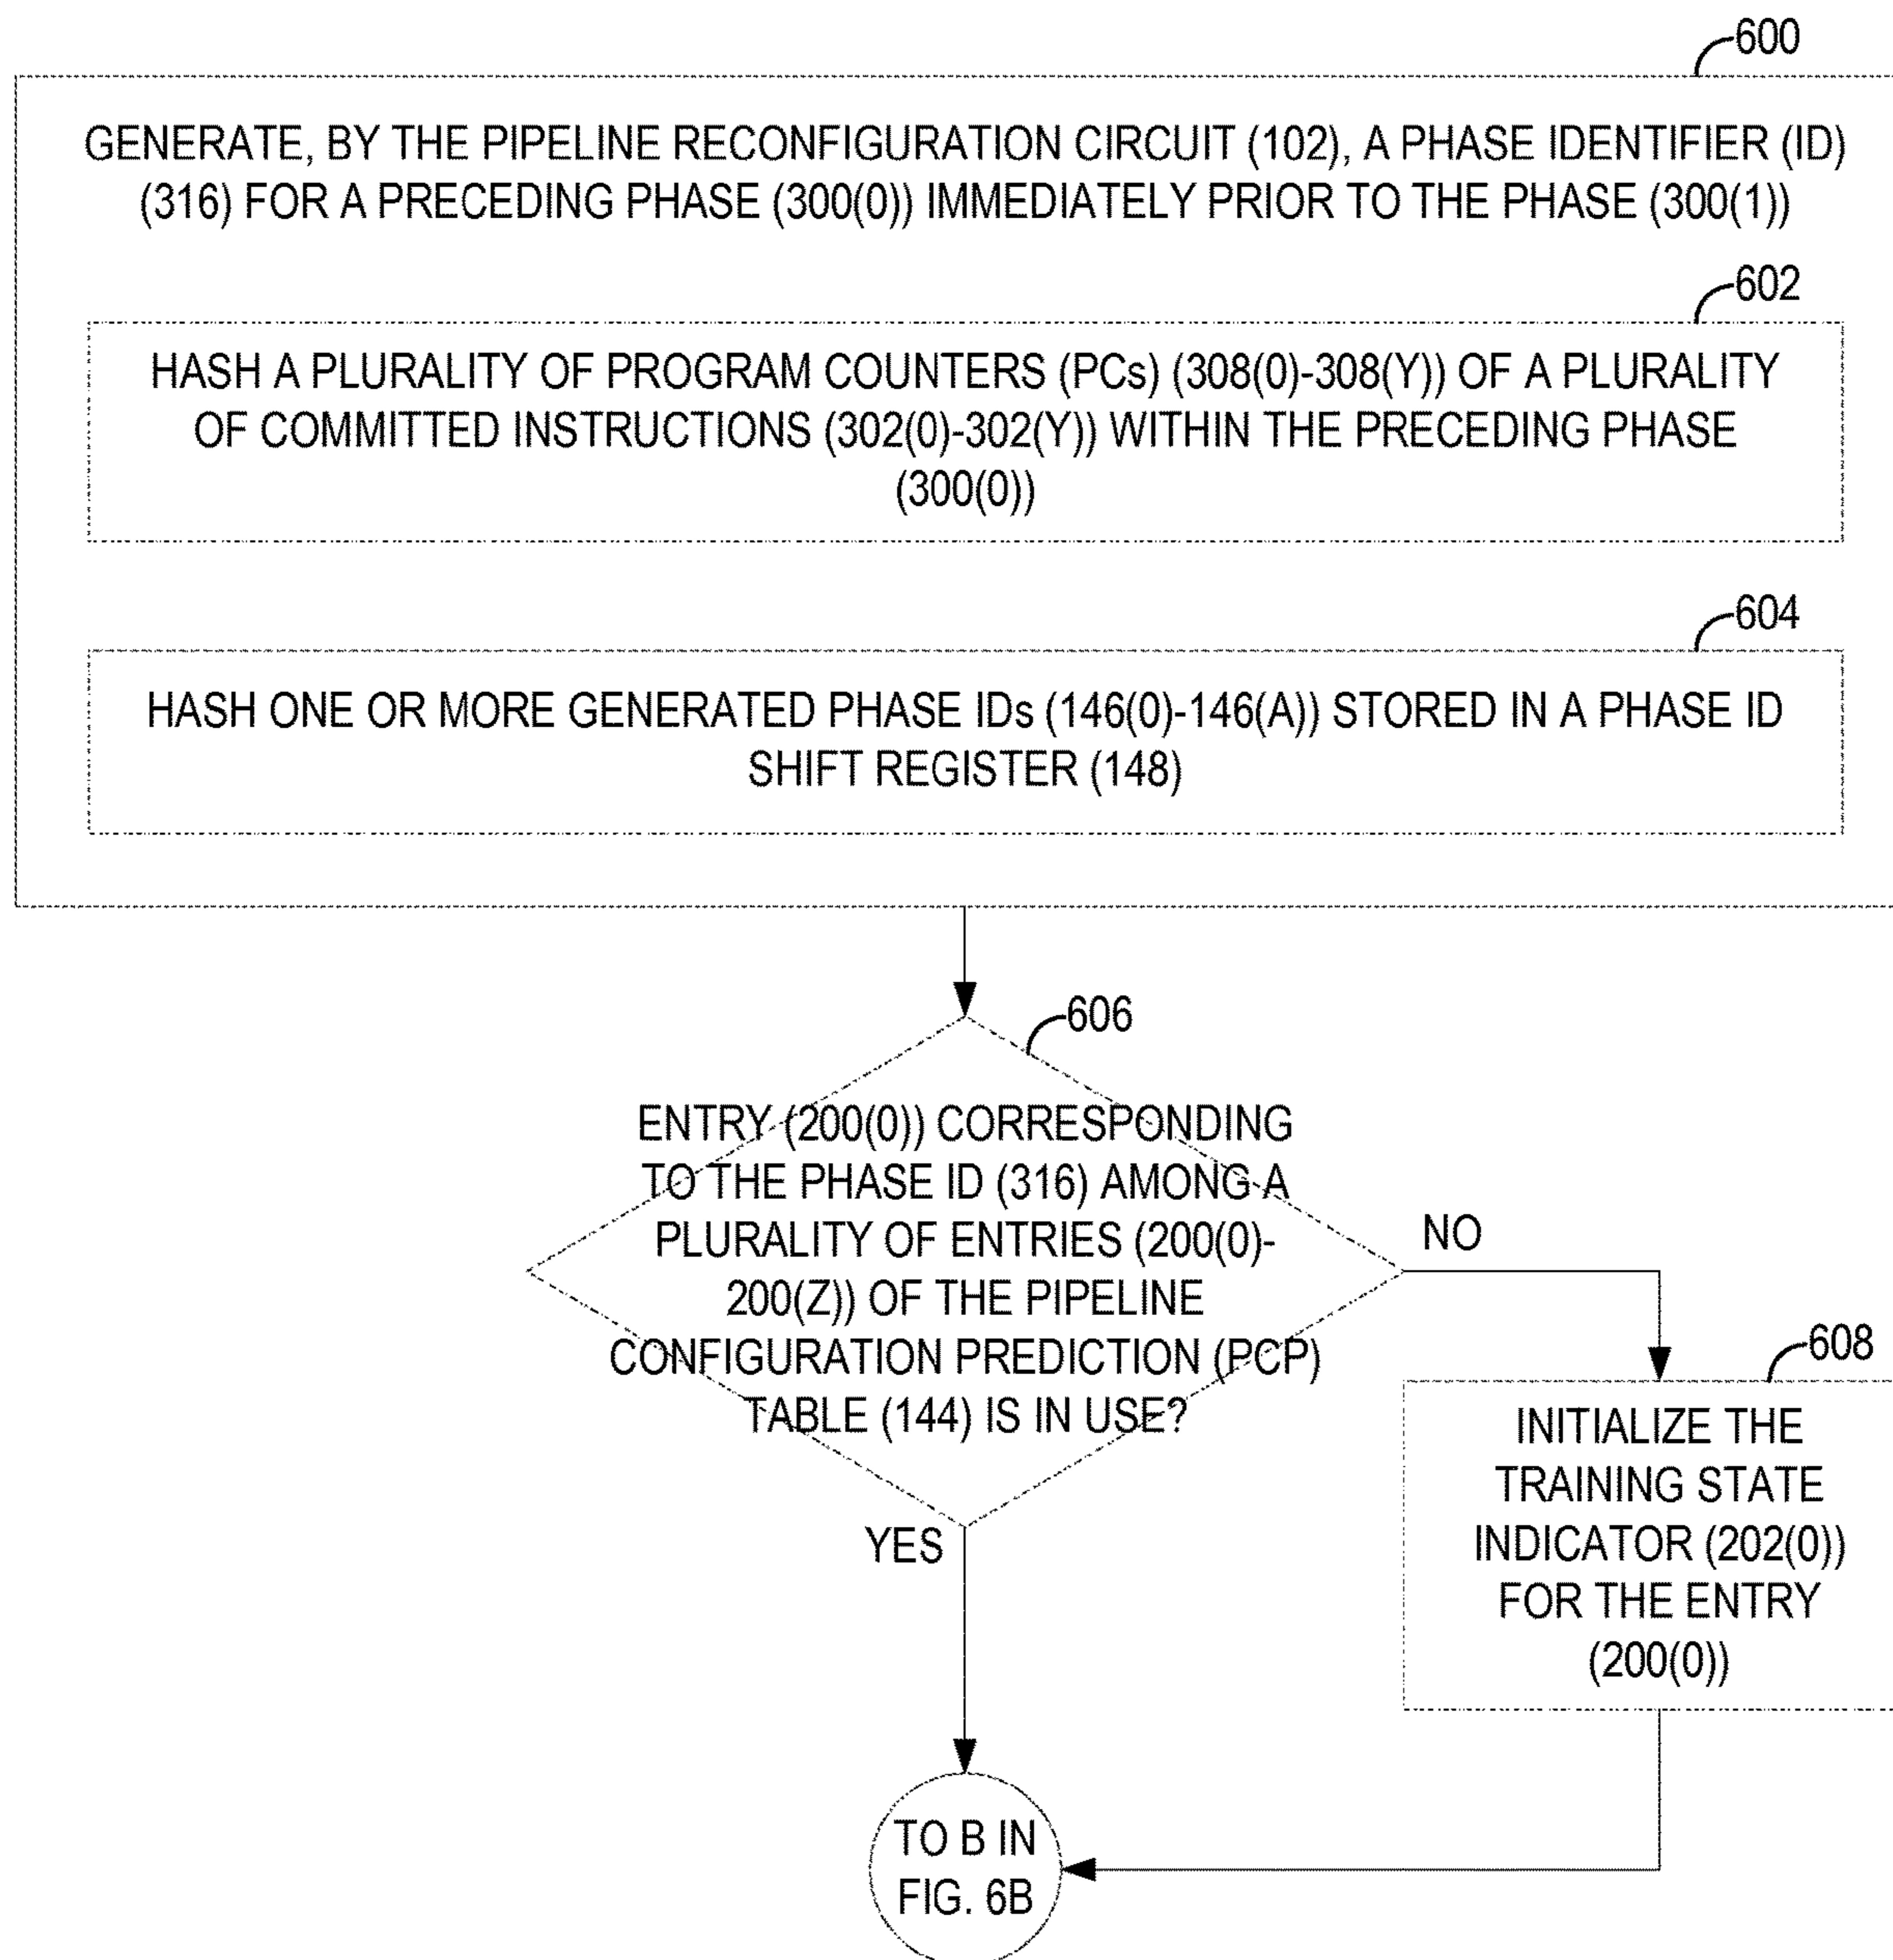 600
GENERATE, BY THE PIPELINE RECONFIGURATION CIRCUIT (102), A PHASE IDENTIFIER (ID)
(316) FOR A PRECEDING PHASE (300(0)) IMMEDIATELY PRIOR TO THE PHASE (300(1))
602
HASH A PLURALITY OF PROGRAM COUNTERS (PCs) (308(0)-308(Y)) OF A PLURALITY
OF COMMITTED INSTRUCTIONS (302(0)-302(Y)) WITHIN THE PRECEDING PHASE
(300(0))
604
HASH ONE OR MORE GENERATED PHASE IDs (146(0)-146(A)) STORED IN A PHASE ID
SHIFT REGISTER (148)
606
ENTRY (200(0)) CORRESPONDING
TO THE PHASE ID (316) AMONG A
PLURALITY OF ENTRIES (200(0)-
200(Z)) OF THE PIPELINE
CONFIGURATION PREDICTION (PCP)
TABLE (144) IS IN USE?
NO
608
INITIALIZE THE
TRAINING STATE
INDICATOR (202(0))
FOR THE ENTRY
(200(0))
YES
TO B IN
FIG. 6B